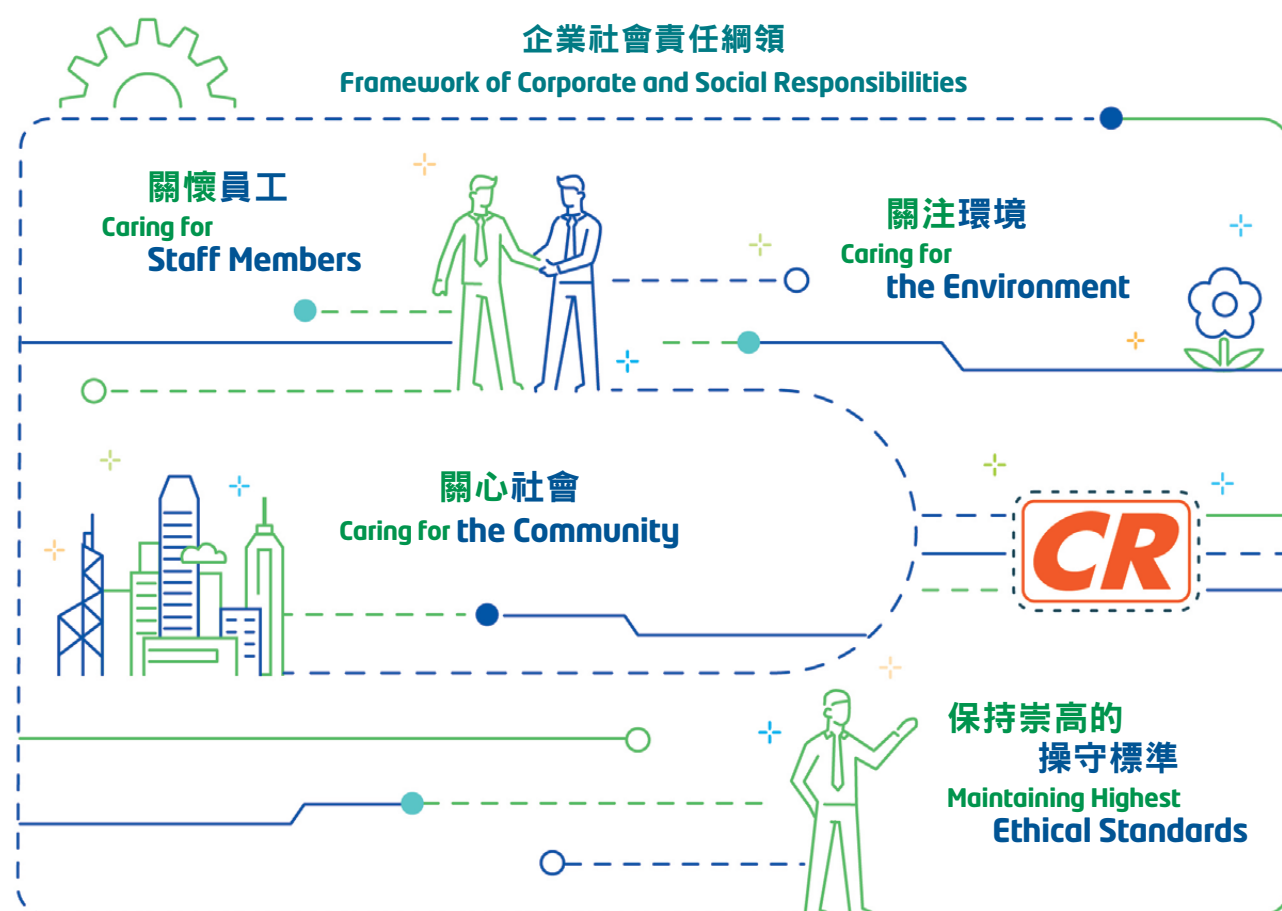 企業社會責任綱領
Framework of Corporate and Social Responsibilities
關懷員工
Caring for
Staff Members
關注環境
Caring for
the Environment
關心社會
Caring for the Community
CR
保持崇高的
操守標準
Maintaining Highest
Ethical Standards